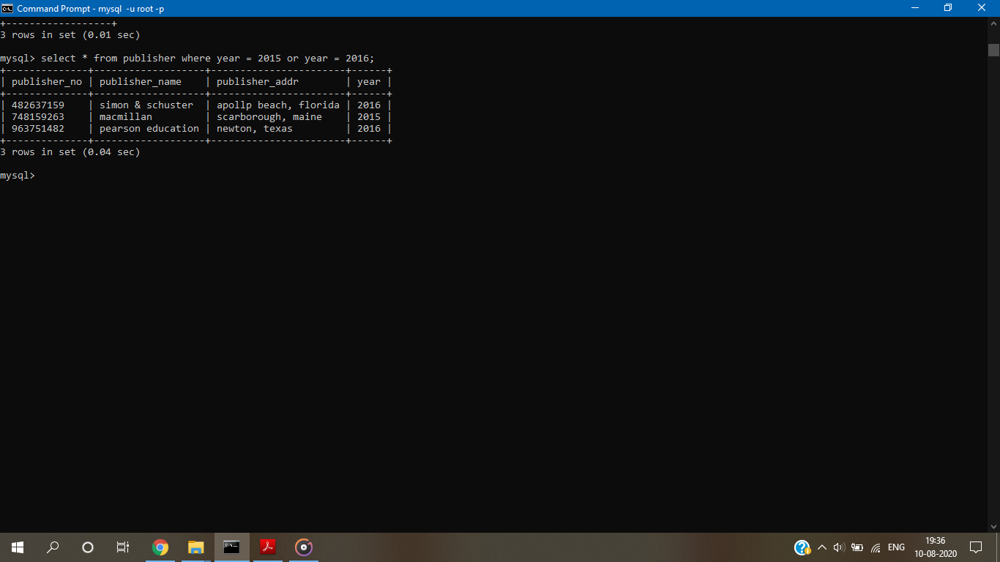 Command Prompt - mysql  -u root -p
+------------------+
3 rows in set (0.01 sec)
mysql> select * from publisher where year = 2015 or year = 2016;
+--------------+-------------------+-----------------------+------+
| publisher_no | publisher_name    | publisher_addr        | year |
+--------------+-------------------+-----------------------+------+
| 482637159    | simon & schuster  | apollp beach, florida | 2016 |
| 748159263    | macmillan         | scarborough, maine    | 2015 |
| 963751482    | pearson education | newton, texas         | 2016 |
+--------------+-------------------+-----------------------+------+
3 rows in set (0.04 sec)
mysql>
ENG
19:36
10-08-2020